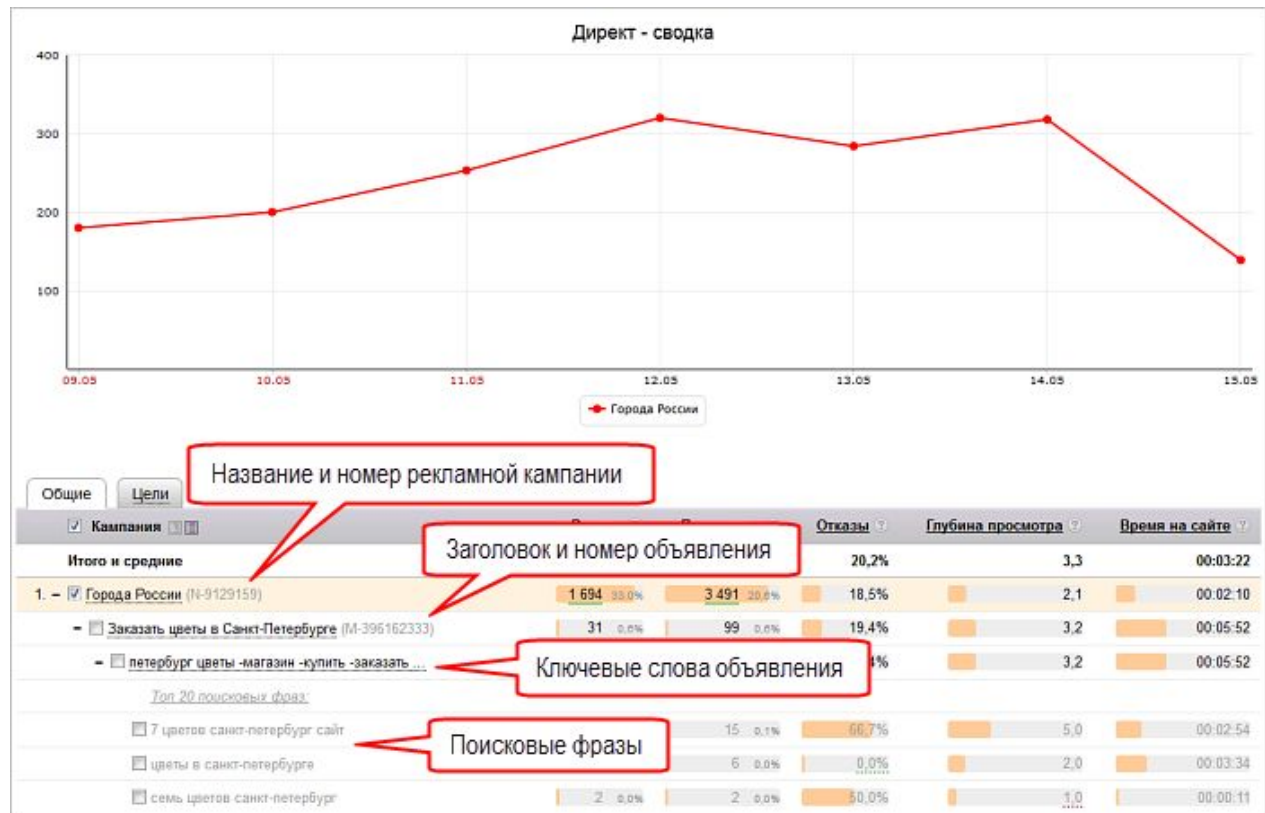 Директ - сводка
400
300
200
100
09.05 10.05 11.05 12.05 13.05 14.05 15.05
Города России
Название и номер рекламной кампании
Общие Цели
Кампания Отказы ? Глубина просмотра ? Время на сайте ?
Заголовок и номер объявления
Итого и средние 20,2% 3,3 00:03:22
1. – Города России (N-9129159) 1 694 33,0% 3 491 20,6% 18,5% 2,1 00:02:10
– Заказать цветы в Санкт-Петербурге (M-396162333) 31 0,6% 99 0,6% 19,4% 3,2 00:05:52
– петербург цветы -магазин -купить -заказать ... 3,2 00:05:52
Ключевые слова объявления
Топ 20 поисковых фраз:
7 цветов санкт-петербург сайт 15 0,1% 66,7% 5,0 00:02:54
Поисковые фразы
цветы в санкт-петербурге 6 0,0% 0,0% 2,0 00:03:34
семь цветов санкт-петербург 2 0,0% 2 0,0% 50,0% 1,0 00:00:11